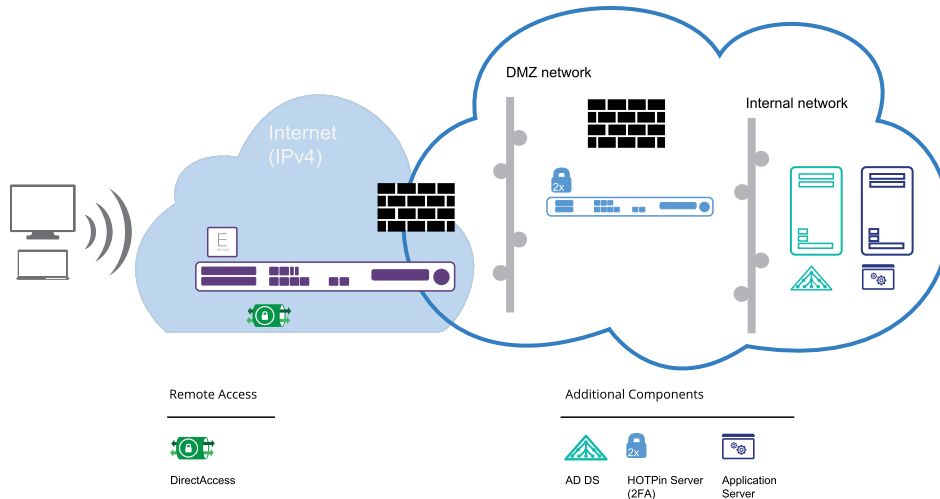 DMZ network
Internal network
Internet
(IPv4)
2x
E
Remote Access
Additional Components
2x
DirectAccess
AD DS
HOTPin Server
(2FA)
Application
Server